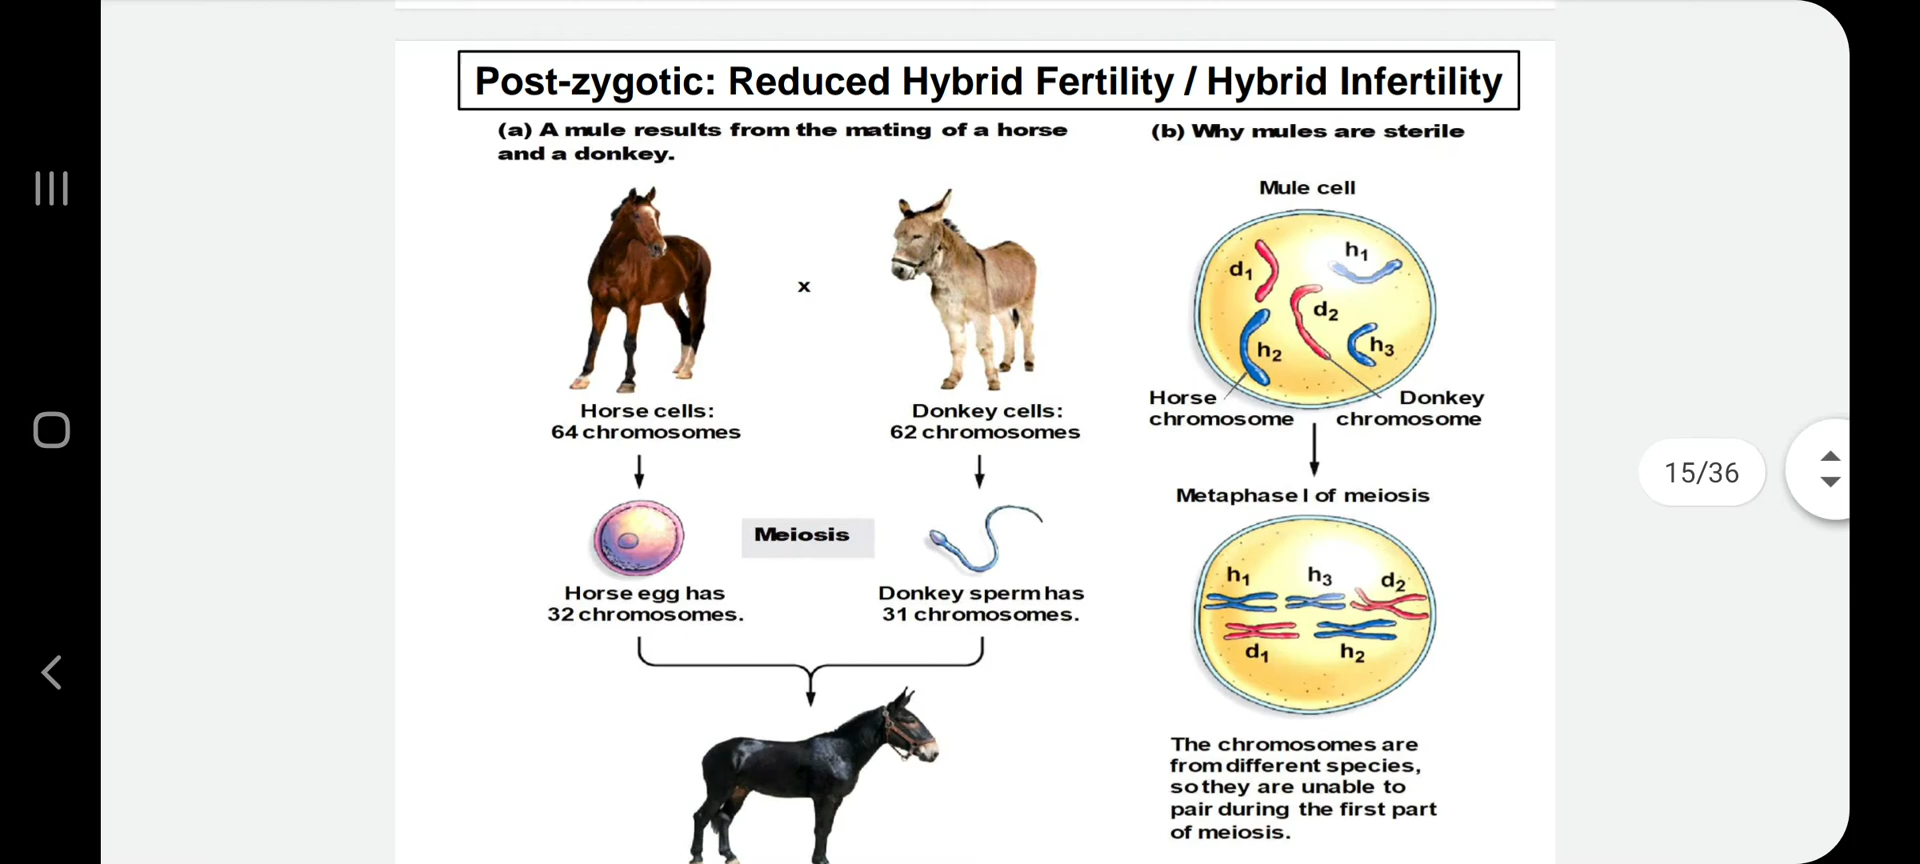 Post-zygotic: Reduced Hybrid Fertility / Hybrid Infertility
(a) A mule results from the mating of a horse
and a donkey.
x
Horse cells:
64 chromosomes
Donkey cells:
62 chromosomes
Meiosis
Horse egg has
32 chromosomes.
Donkey sperm has
31 chromosomes.
(b) Why mules are sterile
Mule cell
d1
h1
d2
h2
h3
Horse
chromosome
Donkey
chromosome
Metaphase I of meiosis
h1
h3
d2
d1
h2
The chromosomes are
from different species,
so they are unable to
pair during the first part
of meiosis.
15/36